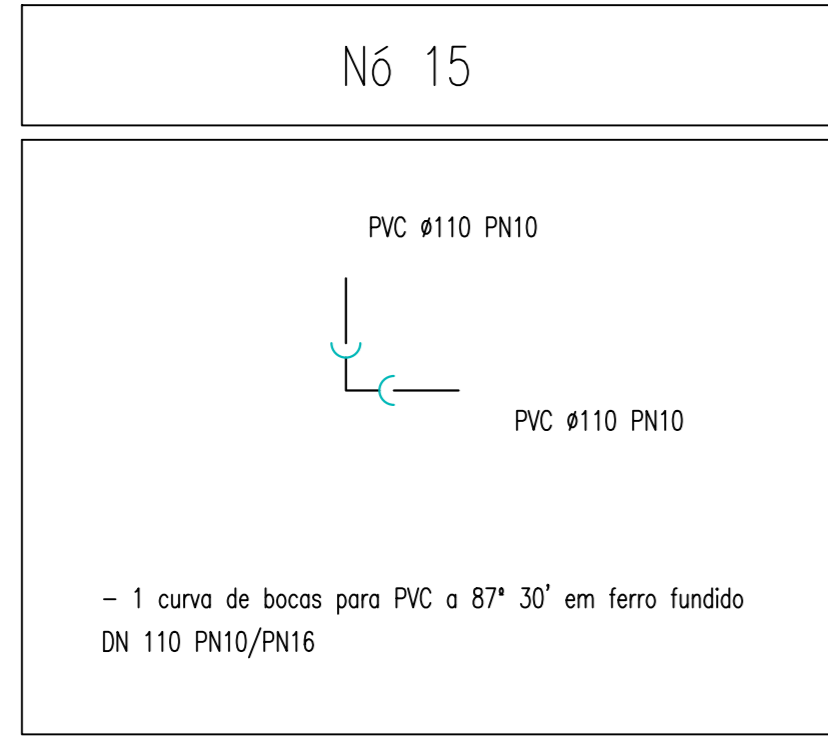 Nó 15
PVC ø110 PN10
PVC ø110 PN10
– 1 curva de bocas para PVC a 87º 30' em ferro fundido
DN 110 PN10/PN16